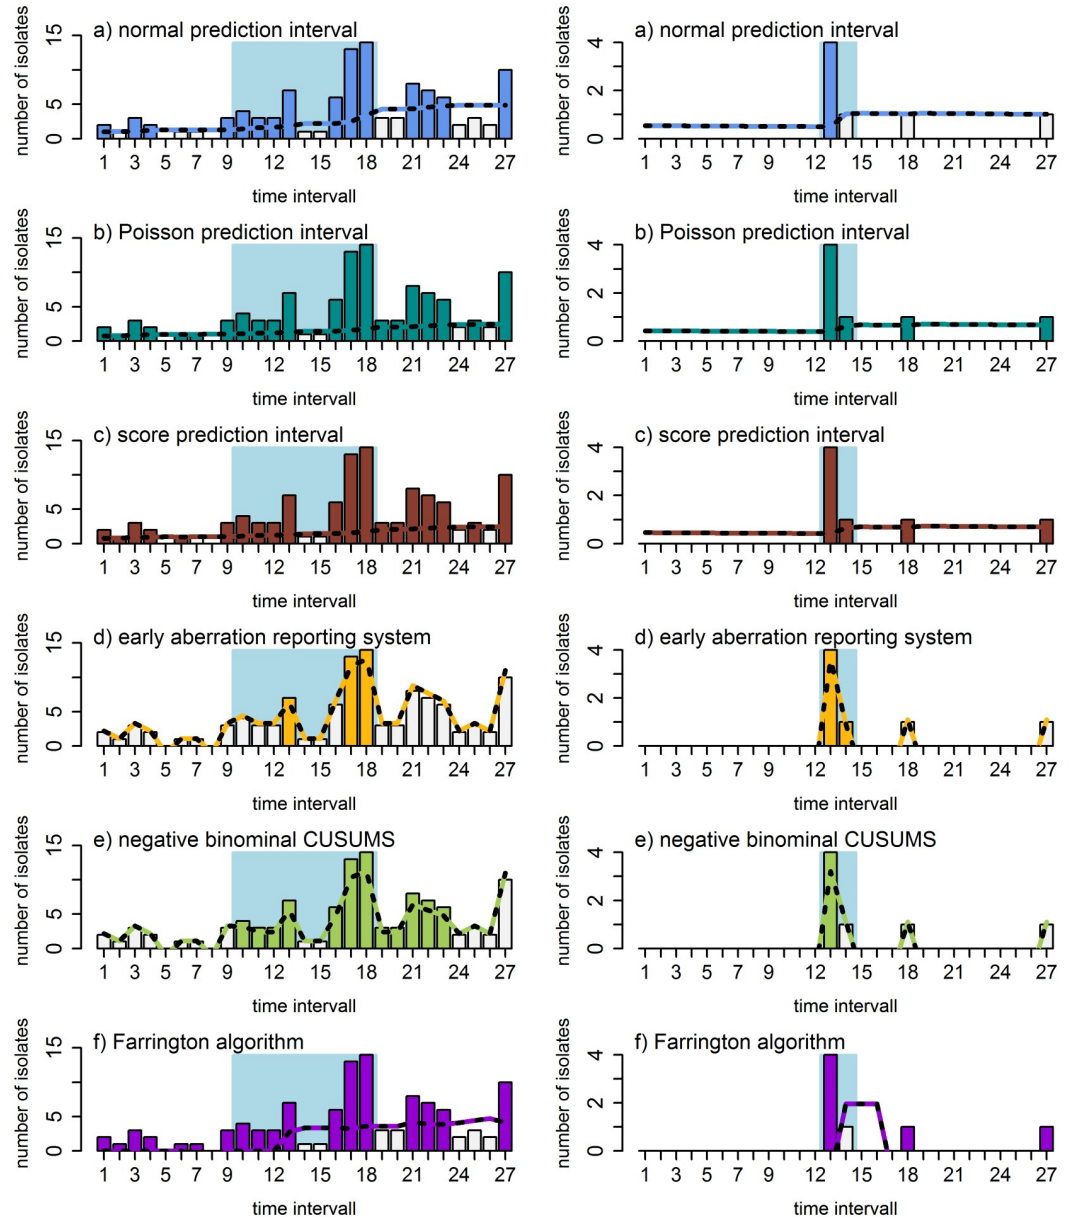 a) normal prediction interval
number of isolates
15
5
0
1 3 5 7 9 12 15 18 21 24 27
time intervall
a) normal prediction interval
number of isolates
4
2
0
1 3 5 7 9 12 15 18 21 24 27
time intervall
b) Poisson prediction interval
number of isolates
15
5
0
1 3 5 7 9 12 15 18 21 24 27
time intervall
b) Poisson prediction interval
number of isolates
4
2
0
1 3 5 7 9 12 15 18 21 24 27
time intervall
c) score prediction interval
number of isolates
15
5
0
1 3 5 7 9 12 15 18 21 24 27
time intervall
c) score prediction interval
number of isolates
4
2
0
1 3 5 7 9 12 15 18 21 24 27
time intervall
d) early aberration reporting system
number of isolates
15
5
0
1 3 5 7 9 12 15 18 21 24 27
time intervall
d) early aberration reporting system
number of isolates
4
2
0
1 3 5 7 9 12 15 18 21 24 27
time intervall
e) negative binominal CUSUMS
number of isolates
15
5
0
1 3 5 7 9 12 15 18 21 24 27
time intervall
e) negative binominal CUSUMS
number of isolates
4
2
0
1 3 5 7 9 12 15 18 21 24 27
time intervall
f) Farrington algorithm
number of isolates
15
5
0
1 3 5 7 9 12 15 18 21 24 27
time intervall
f) Farrington algorithm
number of isolates
4
2
0
1 3 5 7 9 12 15 18 21 24 27
time intervall